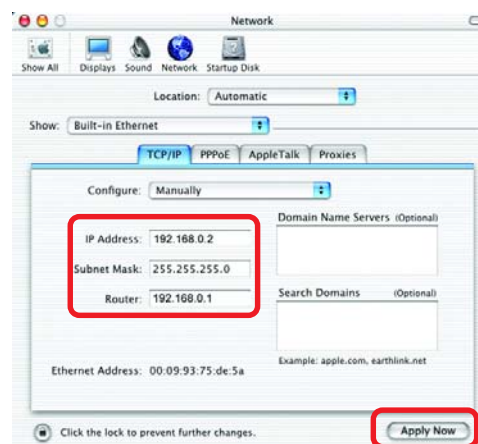 Network
Show All Displays Sound Network Startup Disk
Location: Automatic
Show: Built-in Ethernet
TCP/IP PPPoE AppleTalk Proxies
Configure: Manually
Domain Name Servers (Optional)
IP Address: 192.168.0.2
Subnet Mask: 255.255.255.0
Router: 192.168.0.1
Search Domains (Optional)
Example: apple.com, earthlink.net
Ethernet Address: 00:09:93:75:de:5a
Click the lock to prevent further changes.
Apply Now